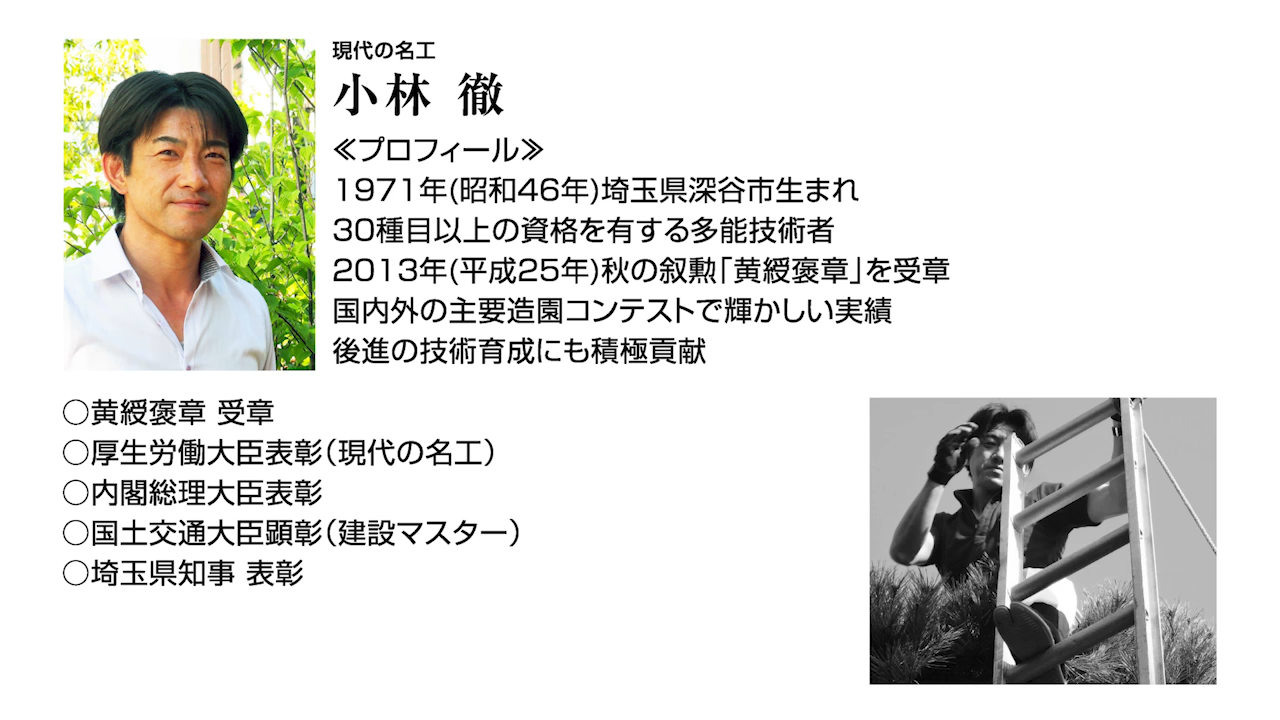 現代の名工
小林 徹
≪プロフィール≫
1971年(昭和46年)埼玉県深谷市生まれ
30種目以上の資格を有する多能技術者
2013年(平成25年)秋の叙勲「黄綬褒章」を受章
国内外の主要造園コンテストで輝かしい実績
後進の技術育成にも積極貢献
○黄綬褒章 受章
○厚生労働大臣表彰（現代の名工）
○内閣総理大臣表彰
○国土交通大臣顕彰（建設マスター）
○埼玉県知事 表彰